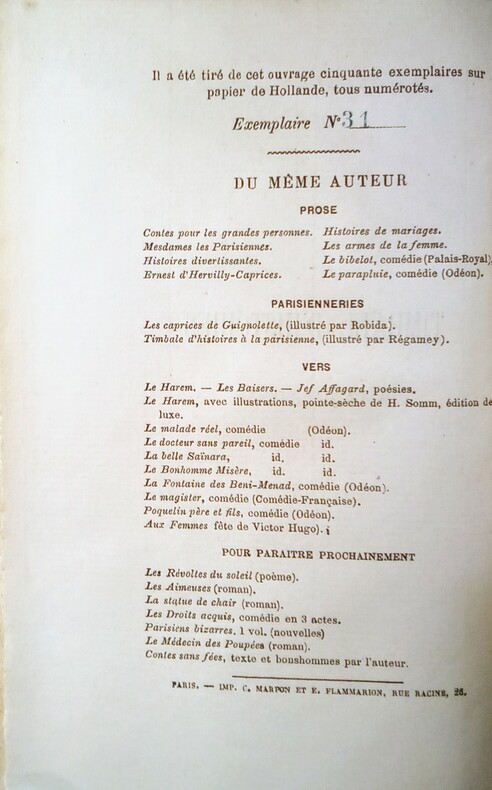 Il a été tiré de cet ouvrage cinquante exemplaires sur
papier de Hollande, tous numérotés.
Exemplaire N° 31
DU MÊME AUTEUR
PROSE
Contes pour les grandes personnes.
Mesdames les Parisiennes.
Histoires divertissantes.
Ernest d'Hervilly-Caprices.
Histoires de mariages.
Les armes de la femme.
Le bibelot, comédie (Palais-Royal),
Le parapluie, comédie (Odéon).
PARISIENNERIES
Les caprices de Guignolette, (illustré par Robida).
Timbale d'histoires à la parisienne, (illustré par Régamey).
VERS
Le Harem. — Les Baisers. — Jef Affagard, poésies.
Le Harem, avec illustrations, pointe-sèche de H. Somm, édition de
luxe.
Le malade réel, comédie (Odéon).
Le docteur sans pareil, comédie id.
La belle Saïnara, id. id.
Le Bonhomme Misère, id. id.
La Fontaine des Beni-Menad, comédie (Odéon).
Le magister, comédie (Comédie-Française).
Poquelin père et fils, comédie (Odéon).
Aux Femmes fête de Victor Hugo). ;
POUR PARAITRE PROCHAINEMENT
Les Révoltes du soleil (poème).
Les Aimeuses (roman).
La statue de chair (roman).
Les Droits acquis, comédie en 3 actes.
Parisiens bizarres. 1 vol. (nouvelles)
Le Médecin des Poupées (roman).
Contes sans fées, texte et bonshommes par l'auteur.
PARIS. — IMP. C. MARPON ET E. FLAMMARION, RUE RACINE, 26.